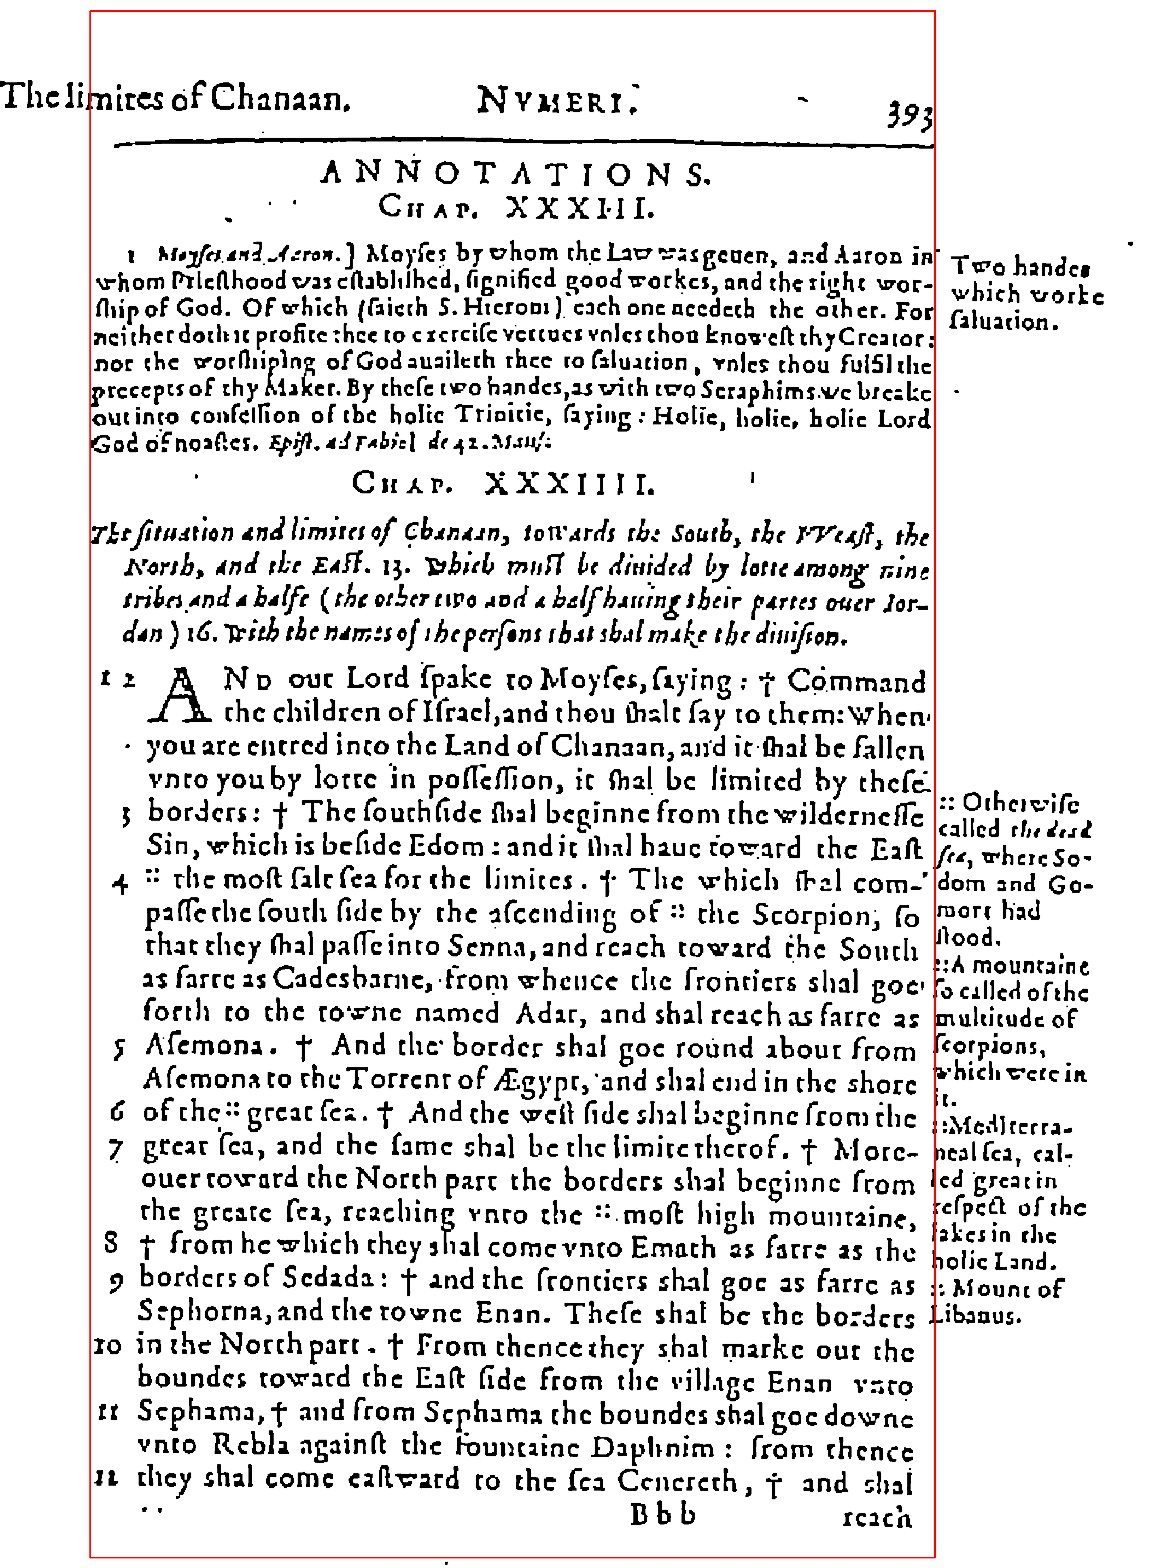 The limites of Chanaan. NVMERI. 393
ANNOTATIONS.
CHAP. XXXIII.
1 Moyſes and Aaron.] Moyſes by whom the Law was geuen, and Aaron in
whom Prieſthood was eſtabliſhed, ſignified good workes, and the right wor-
ſhip of God. Of which (ſaieth S. Hierom) each one needeth the other. For
neither doth it profite thee to exerciſe vertues vnles thou knoweſt thy Creator:
nor the worſhiping of God auaileth thee to ſaluation, vnles thou fulfil the
precepts of thy Maker. By theſe two handes, as with two Seraphims we breake
out into confeſſion of the holie Trinitie, ſaying: Holie, holie, holie Lord
God of hoaſtes. Epiſt. ad Fabiol de 42. Manſ:
Two handes
which worke
ſaluation.
CHAP. XXXIIII.
The ſituation and limites of Chanaan, towards the South, the VVeaſt, the
North, and the Eaſt. 13. Which muſt be diuided by lotte among nine
tribes and a halfe (the other two and a half hauing their partes ouer Ior-
dan) 16. With the names of the perſons that shal make the diuiſion.
1 2 AND our Lord ſpake to Moyſes, ſaying: † Command
the children of Iſrael, and thou ſhalt ſay to them: When
you are entred into the Land of Chanaan, and it ſhal be fallen
vnto you by lotte in poſſeſſion, it ſhal be limited by theſe
3 borders: † The ſouth ſide ſhal beginne from the wilderneſſe
Sin, which is beſide Edom: and it ſhal haue toward the Eaſt
4 :: the moſt ſalt ſea for the limites. † The which ſhal com-
paſſe the ſouth ſide by the aſcending of :: the Scorpion, ſo
that they ſhal paſſe into Senna, and reach toward the South
as farre as Cadesbarne, from whence the frontiers shal goe
forth to the towne named Adar, and shal reach as farre as
5 Aſemona. † And the border shal goe round about from
Aſemona to the Torrent of Ægypt, and shal end in the shore
6 of the :: great ſea. † And the weſt ſide shal beginne from the
7 great ſea, and the ſame shal be the limite therof. † More-
ouer toward the North part the borders shal beginne from
the greate ſea, reaching vnto the :: moſt high mountaine,
8 † from he which they shal come vnto Emath as farre as the
9 borders of Sedada: † and the frontiers shal goe as farre as
Sephorna, and the towne Enan. Theſe shal be the borders
10 in the North part. † From thence they shal marke out the
boundes toward the Eaſt ſide from the village Enan vnto
11 Sephama, † and from Sephama the boundes shal goe downe
vnto Rebla againſt the fountaine Daphnim: from thence
11 they shal come eaſtward to the ſea Cenereth, † and shal
Bbb reach
:: Otherwiſe
called the dead
ſea, where So-
dom and Go-
morr had
ſtood.
::A mountaine
ſo called of the
multitude of
ſcorpions,
which were in
it.
::Mediterra-
neal ſea, cal-
led great in
reſpect of the
lakes in the
holie Land.
:: Mount of
Libanus.